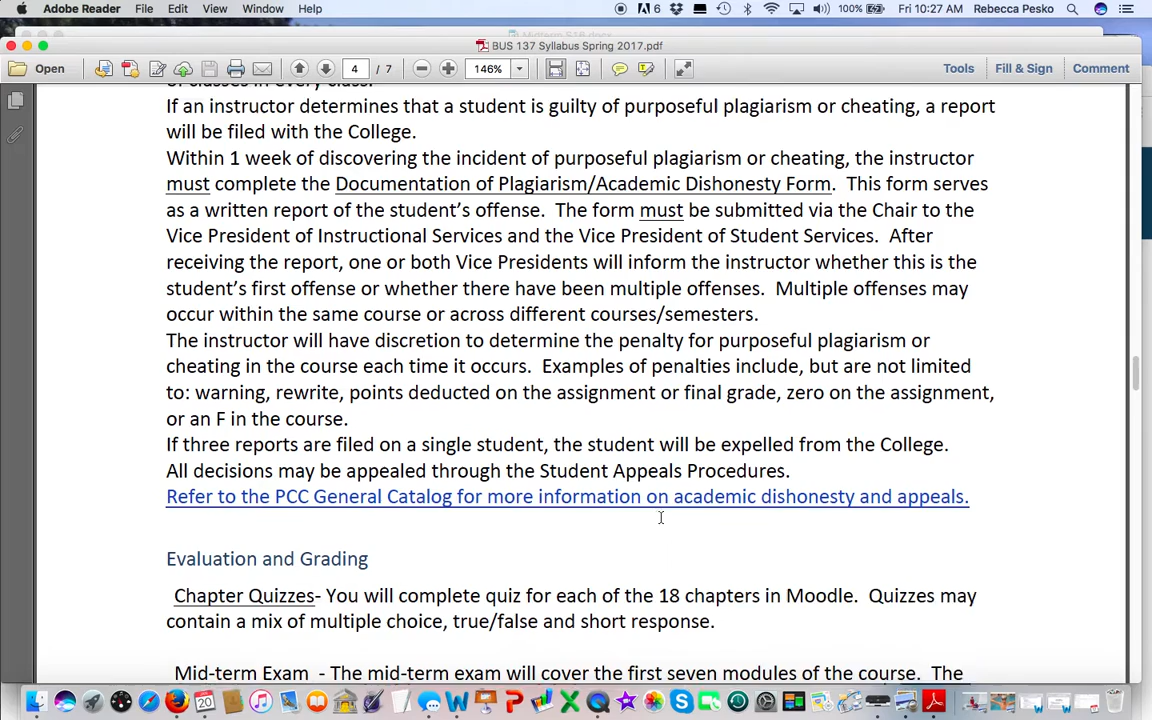 Adobe Reader File Edit View Window Help 6 100% Fri 10:27 AM Rebecca Pesko
BUS 137 Syllabus Spring 2017.pdf
Open 4 / 7 146% Tools Fill & Sign Comment
of classes in every class.
If an instructor determines that a student is guilty of purposeful plagiarism or cheating, a report
will be filed with the College.
Within 1 week of discovering the incident of purposeful plagiarism or cheating, the instructor
must complete the Documentation of Plagiarism/Academic Dishonesty Form. This form serves
as a written report of the student’s offense. The form must be submitted via the Chair to the
Vice President of Instructional Services and the Vice President of Student Services. After
receiving the report, one or both Vice Presidents will inform the instructor whether this is the
student’s first offense or whether there have been multiple offenses. Multiple offenses may
occur within the same course or across different courses/semesters.
The instructor will have discretion to determine the penalty for purposeful plagiarism or
cheating in the course each time it occurs. Examples of penalties include, but are not limited
to: warning, rewrite, points deducted on the assignment or final grade, zero on the assignment,
or an F in the course.
If three reports are filed on a single student, the student will be expelled from the College.
All decisions may be appealed through the Student Appeals Procedures.
Refer to the PCC General Catalog for more information on academic dishonesty and appeals.
Evaluation and Grading
Chapter Quizzes- You will complete quiz for each of the 18 chapters in Moodle. Quizzes may
contain a mix of multiple choice, true/false and short response.
Mid-term Exam - The mid-term exam will cover the first seven modules of the course. The
20